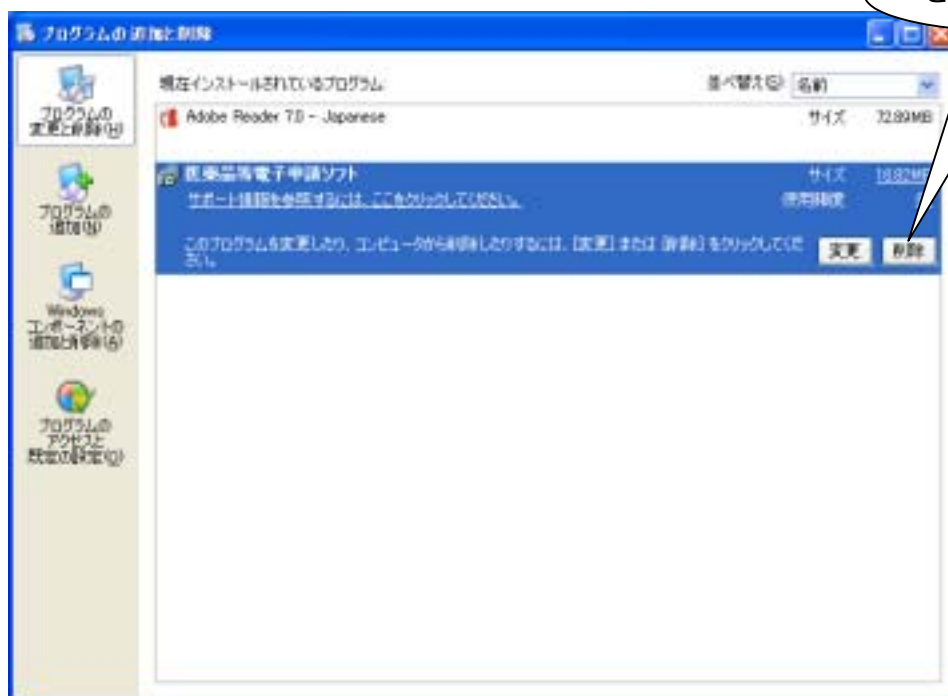 プログラムの追加と削除
プログラムの
変更と削除(H)
プログラムの
追加(N)
Windows
コンポーネントの
追加と削除(A)
プログラムの
アクセスと
既定の設定(O)
現在インストールされているプログラム:
並べ替え(S): 名前
Adobe Reader 7.0 - Japanese
サイズ 72.89MB
医薬品等電子申請ソフト
サイズ
サポート情報を参照するには、ここをクリックしてください。
使用頻度
このプログラムを変更したり、コンピュータから削除したりするには、[変更] または [削除] をクリックしてくだ
さい。
変更 削除